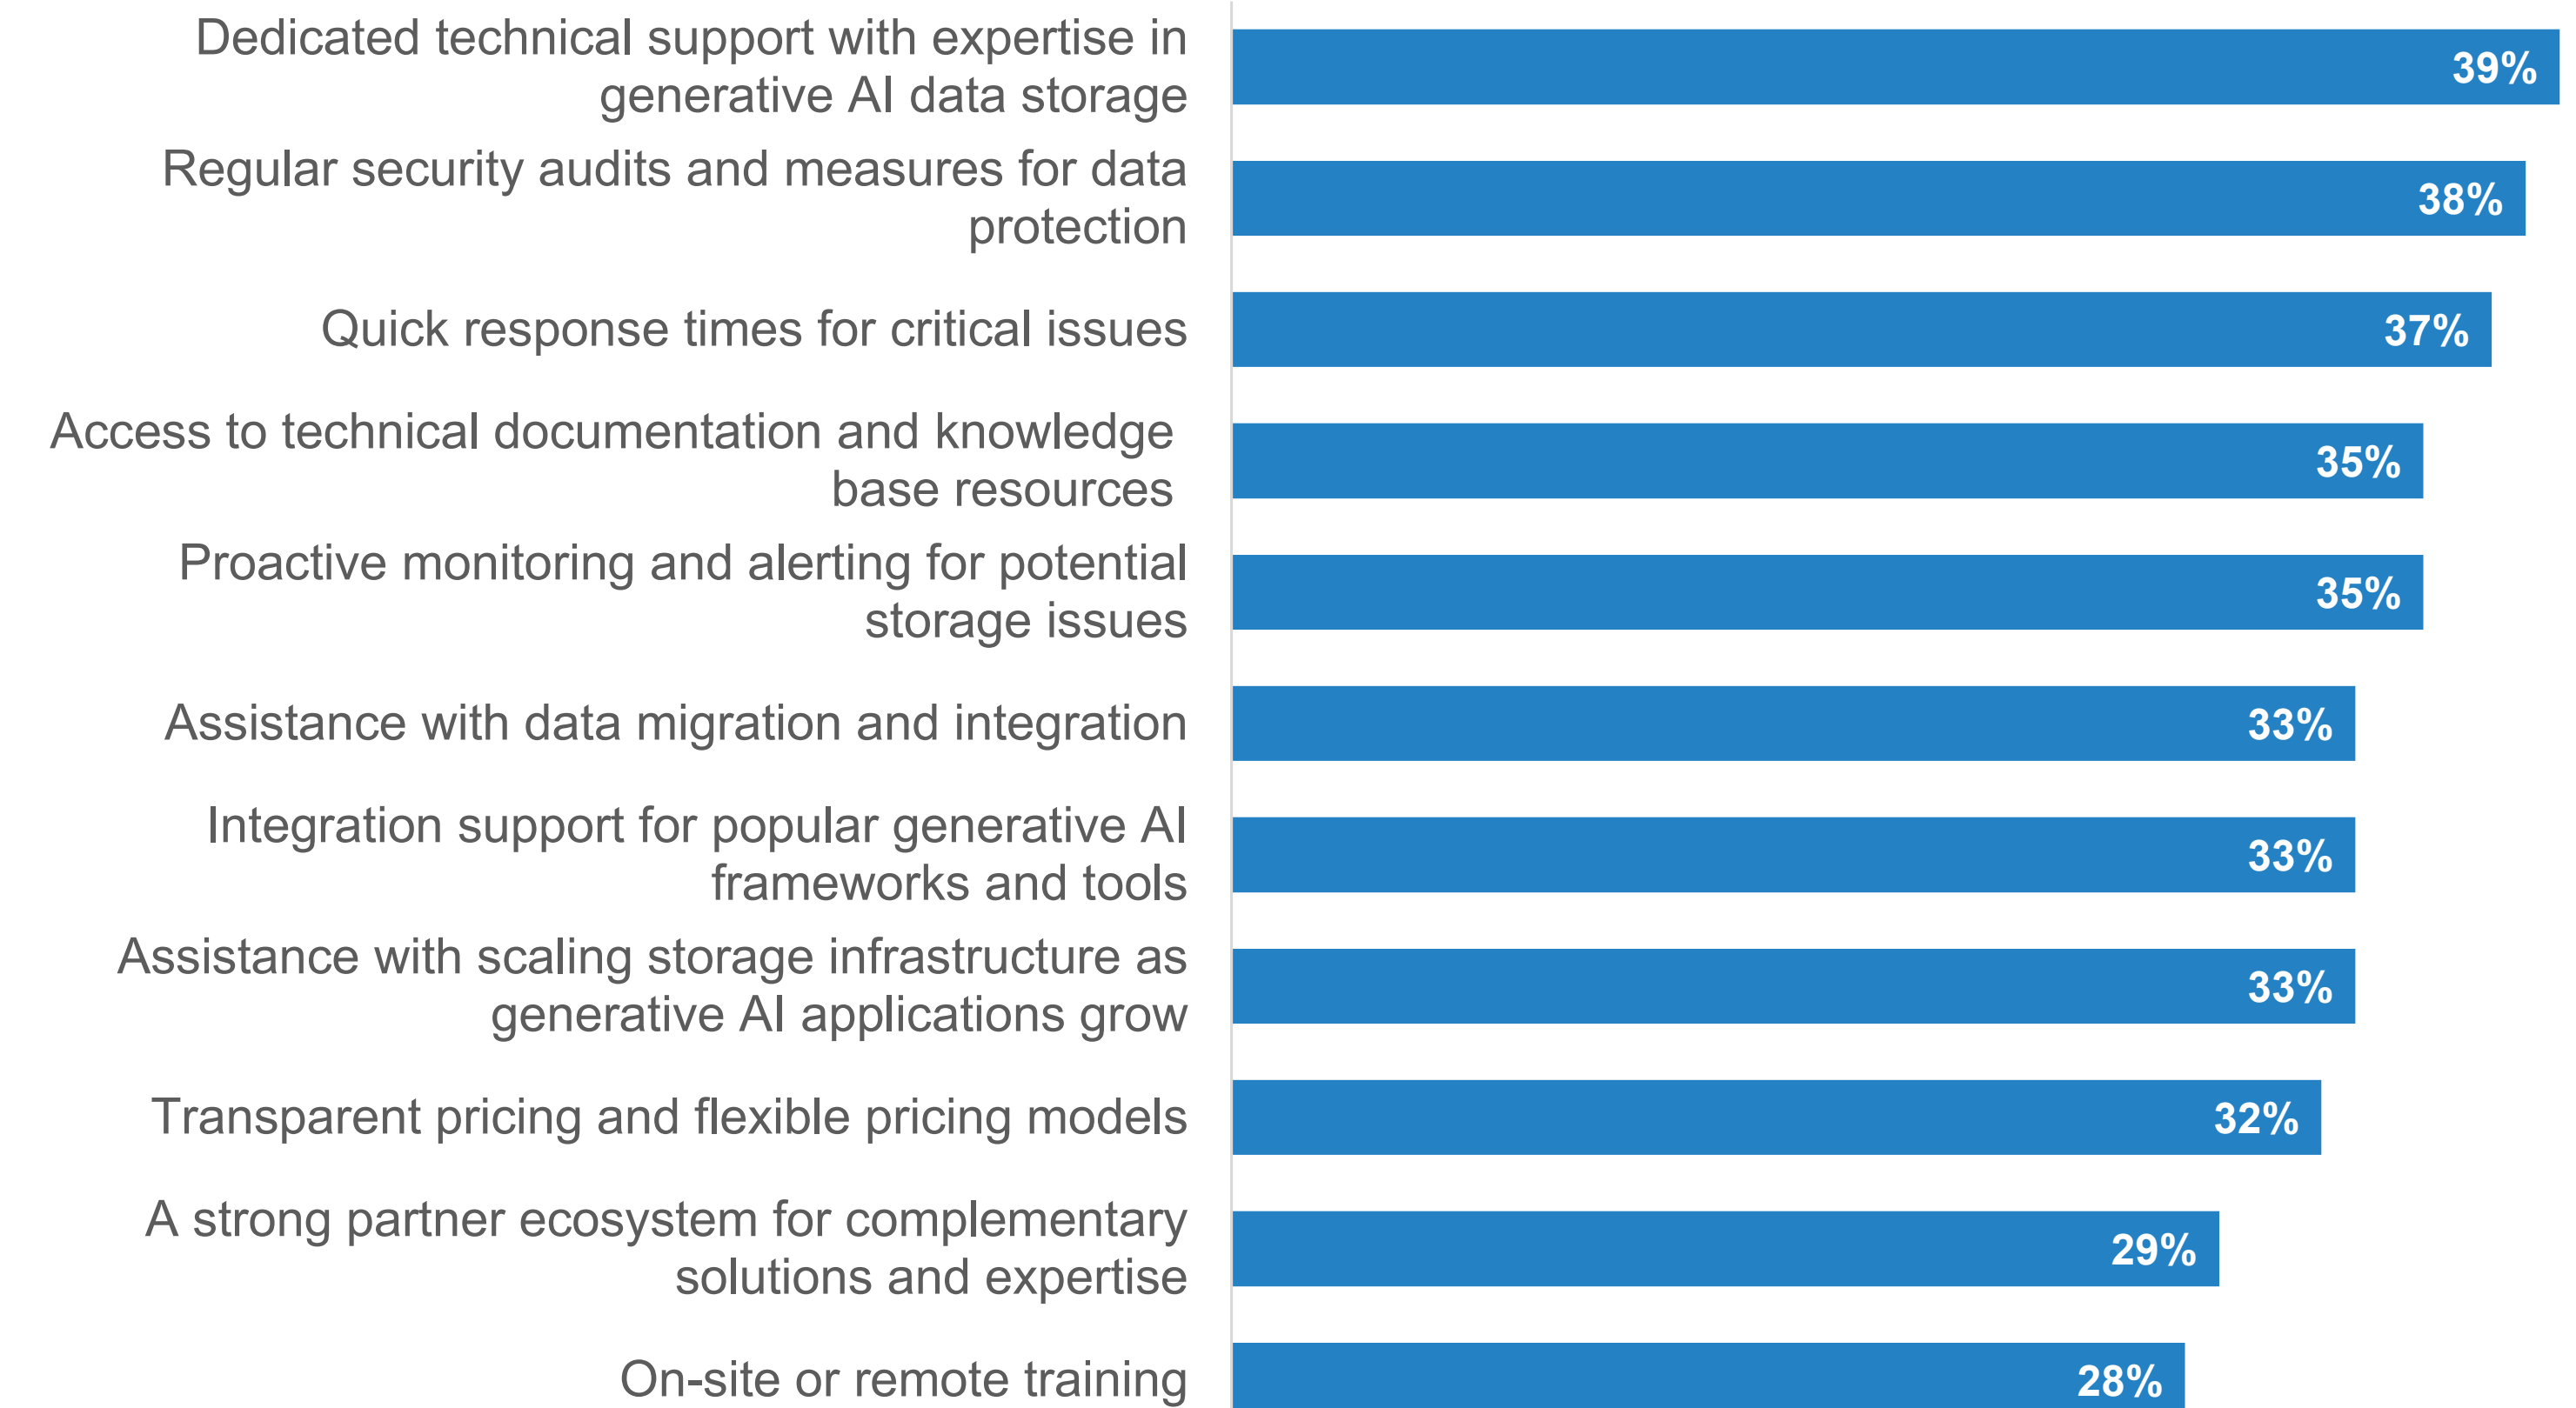 Dedicated technical support with expertise in
generative AI data storage
39%
Regular security audits and measures for data
protection
38%
Quick response times for critical issues
37%
Access to technical documentation and knowledge
base resources
35%
Proactive monitoring and alerting for potential
storage issues
35%
Assistance with data migration and integration
33%
Integration support for popular generative AI
frameworks and tools
33%
Assistance with scaling storage infrastructure as
generative AI applications grow
33%
Transparent pricing and flexible pricing models
32%
A strong partner ecosystem for complementary
solutions and expertise
29%
On-site or remote training
28%